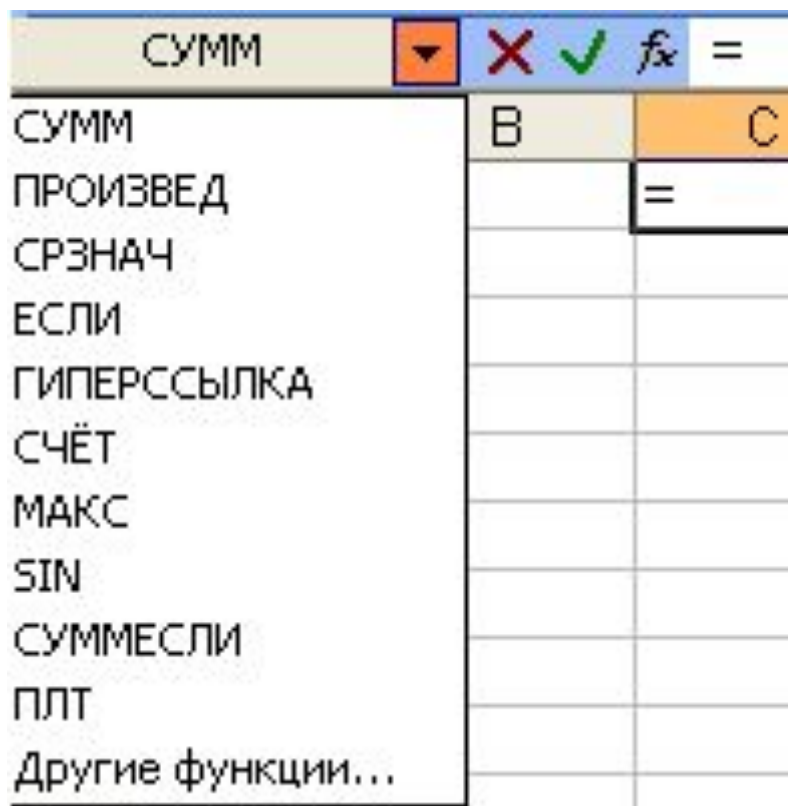 СУММ fx =
B C
=
СУММ
ПРОИЗВЕД
СРЗНАЧ
ЕСЛИ
ГИПЕРССЫЛКА
СЧЁТ
МАКС
SIN
СУММЕСЛИ
ПЛТ
Другие функции...